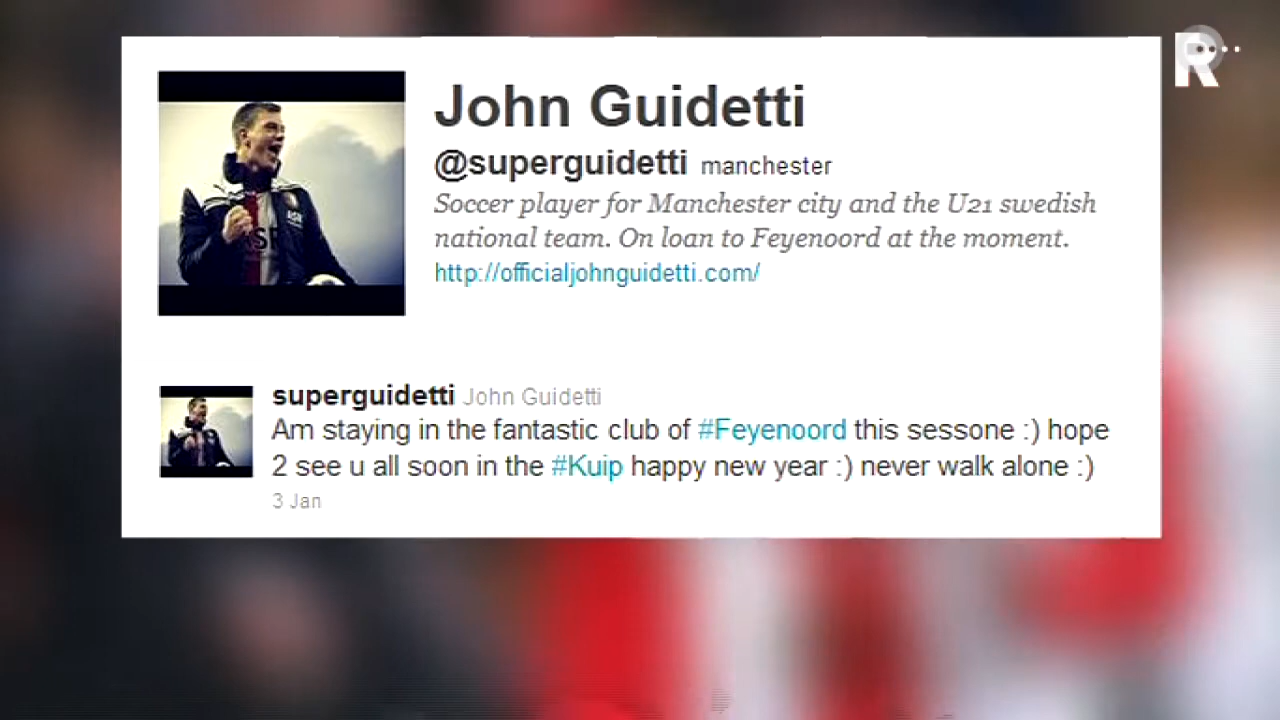 R
John Guidetti
@superguidetti manchester
Soccer player for Manchester city and the U21 swedish
national team. On loan to Feyenoord at the moment.
http://officialjohnguidetti.com/
superguidetti John Guidetti
Am staying in the fantastic club of #Feyenoord this sessone :) hope
2 see u all soon in the #Kuip happy new year :) never walk alone :)
3 Jan